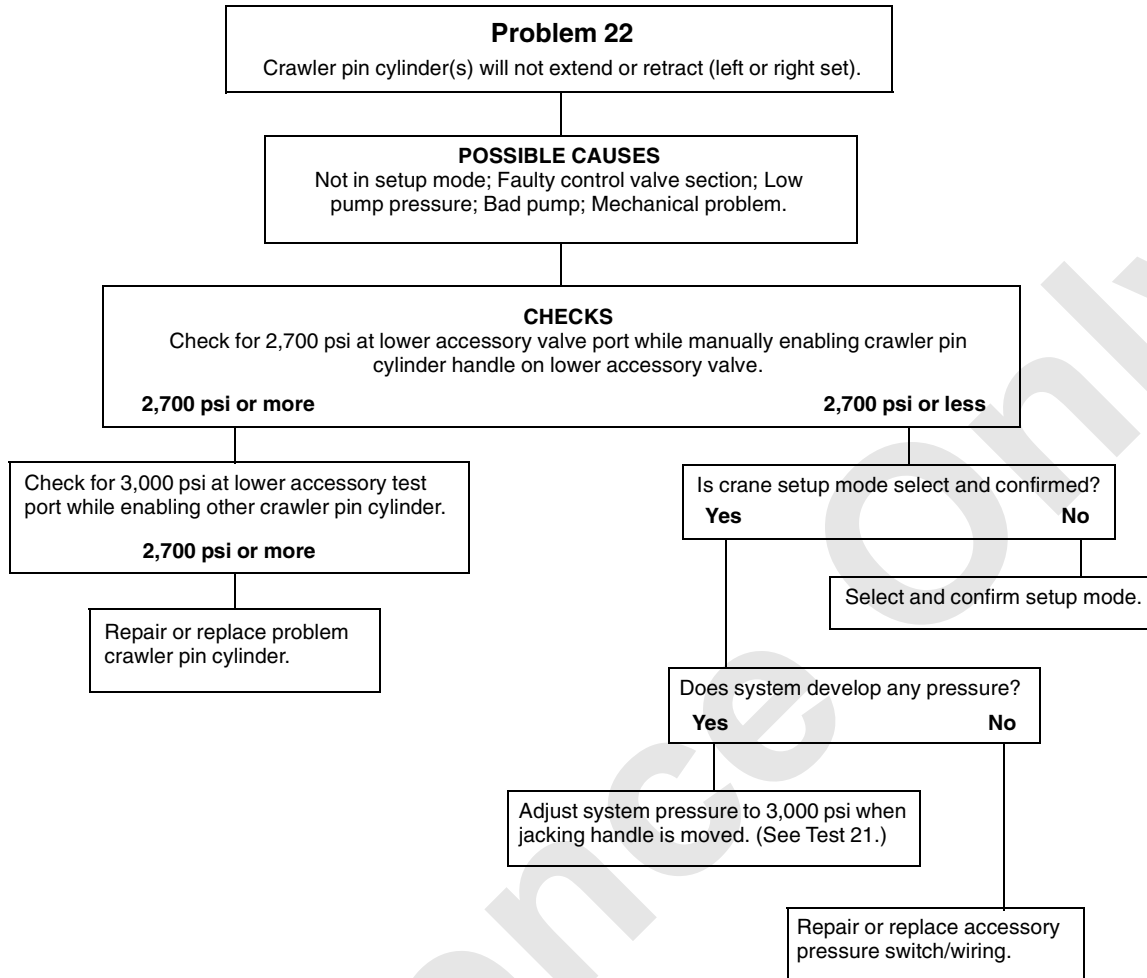 Problem 22
Crawler pin cylinder(s) will not extend or retract (left or right set).
POSSIBLE CAUSES
Not in setup mode; Faulty control valve section; Low
pump pressure; Bad pump; Mechanical problem.
CHECKS
Check for 2,700 psi at lower accessory valve port while manually enabling crawler pin
cylinder handle on lower accessory valve.
2,700 psi or more
2,700 psi or less
Check for 3,000 psi at lower accessory test
port while enabling other crawler pin cylinder.
2,700 psi or more
Repair or replace problem
crawler pin cylinder.
Is crane setup mode select and confirmed?
Yes
No
Select and confirm setup mode.
Does system develop any pressure?
Yes
No
Adjust system pressure to 3,000 psi when
jacking handle is moved. (See Test 21.)
Repair or replace accessory
pressure switch/wiring.
ence Only